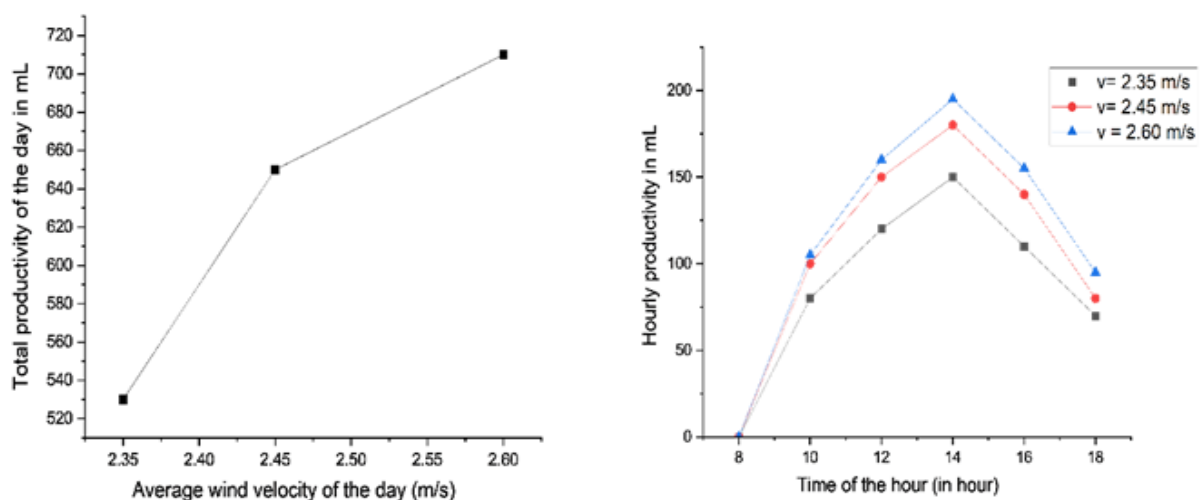 Total productivity of the day in mL
720
700
680
660
640
620
600
580
560
540
520
2.35 2.40 2.45 2.50 2.55 2.60
Average wind velocity of the day (m/s)
Hourly productivity in mL
200
150
100
50
0
8 10 12 14 16 18
Time of the hour (in hour)
v= 2.35 m/s
v= 2.45 m/s
v = 2.60 m/s